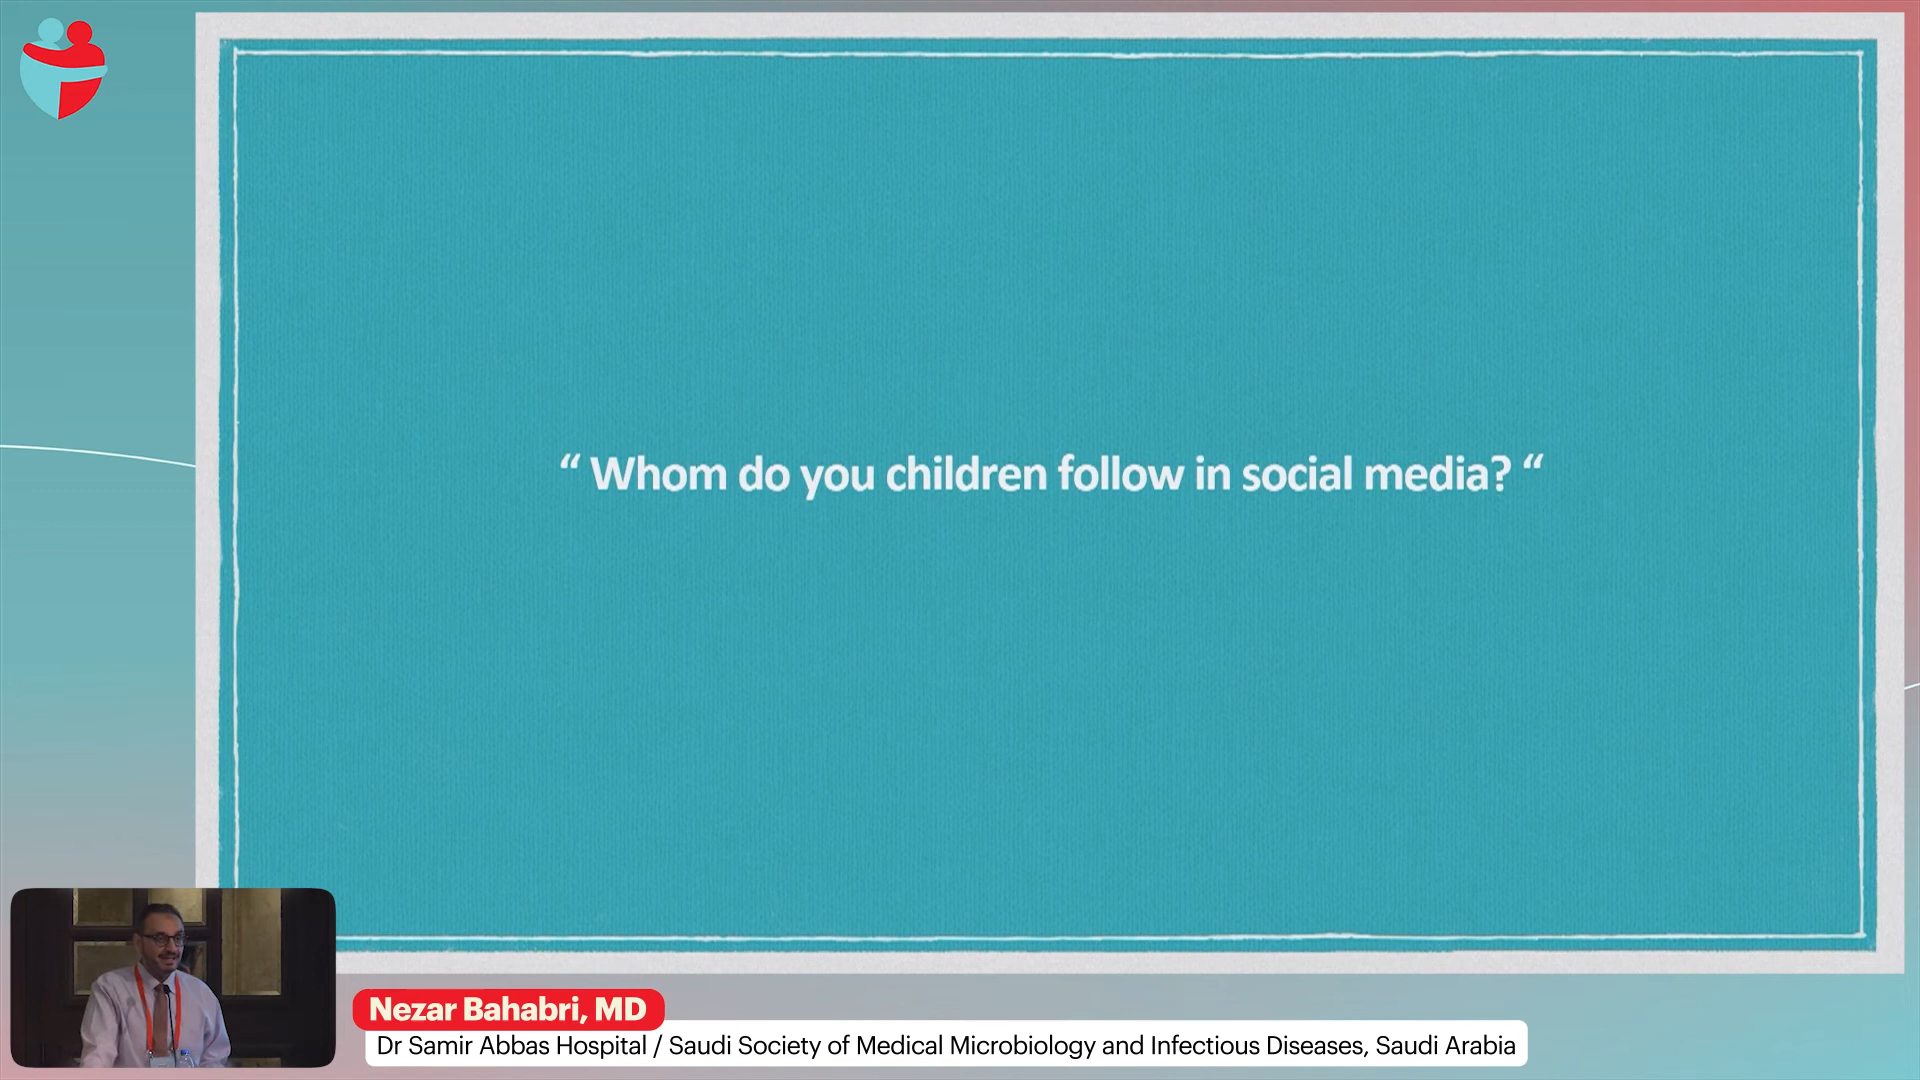 “ Whom do you children follow in social media? “
Nezar Bahabri, MD
Dr Samir Abbas Hospital / Saudi Society of Medical Microbiology and Infectious Diseases, Saudi Arabia